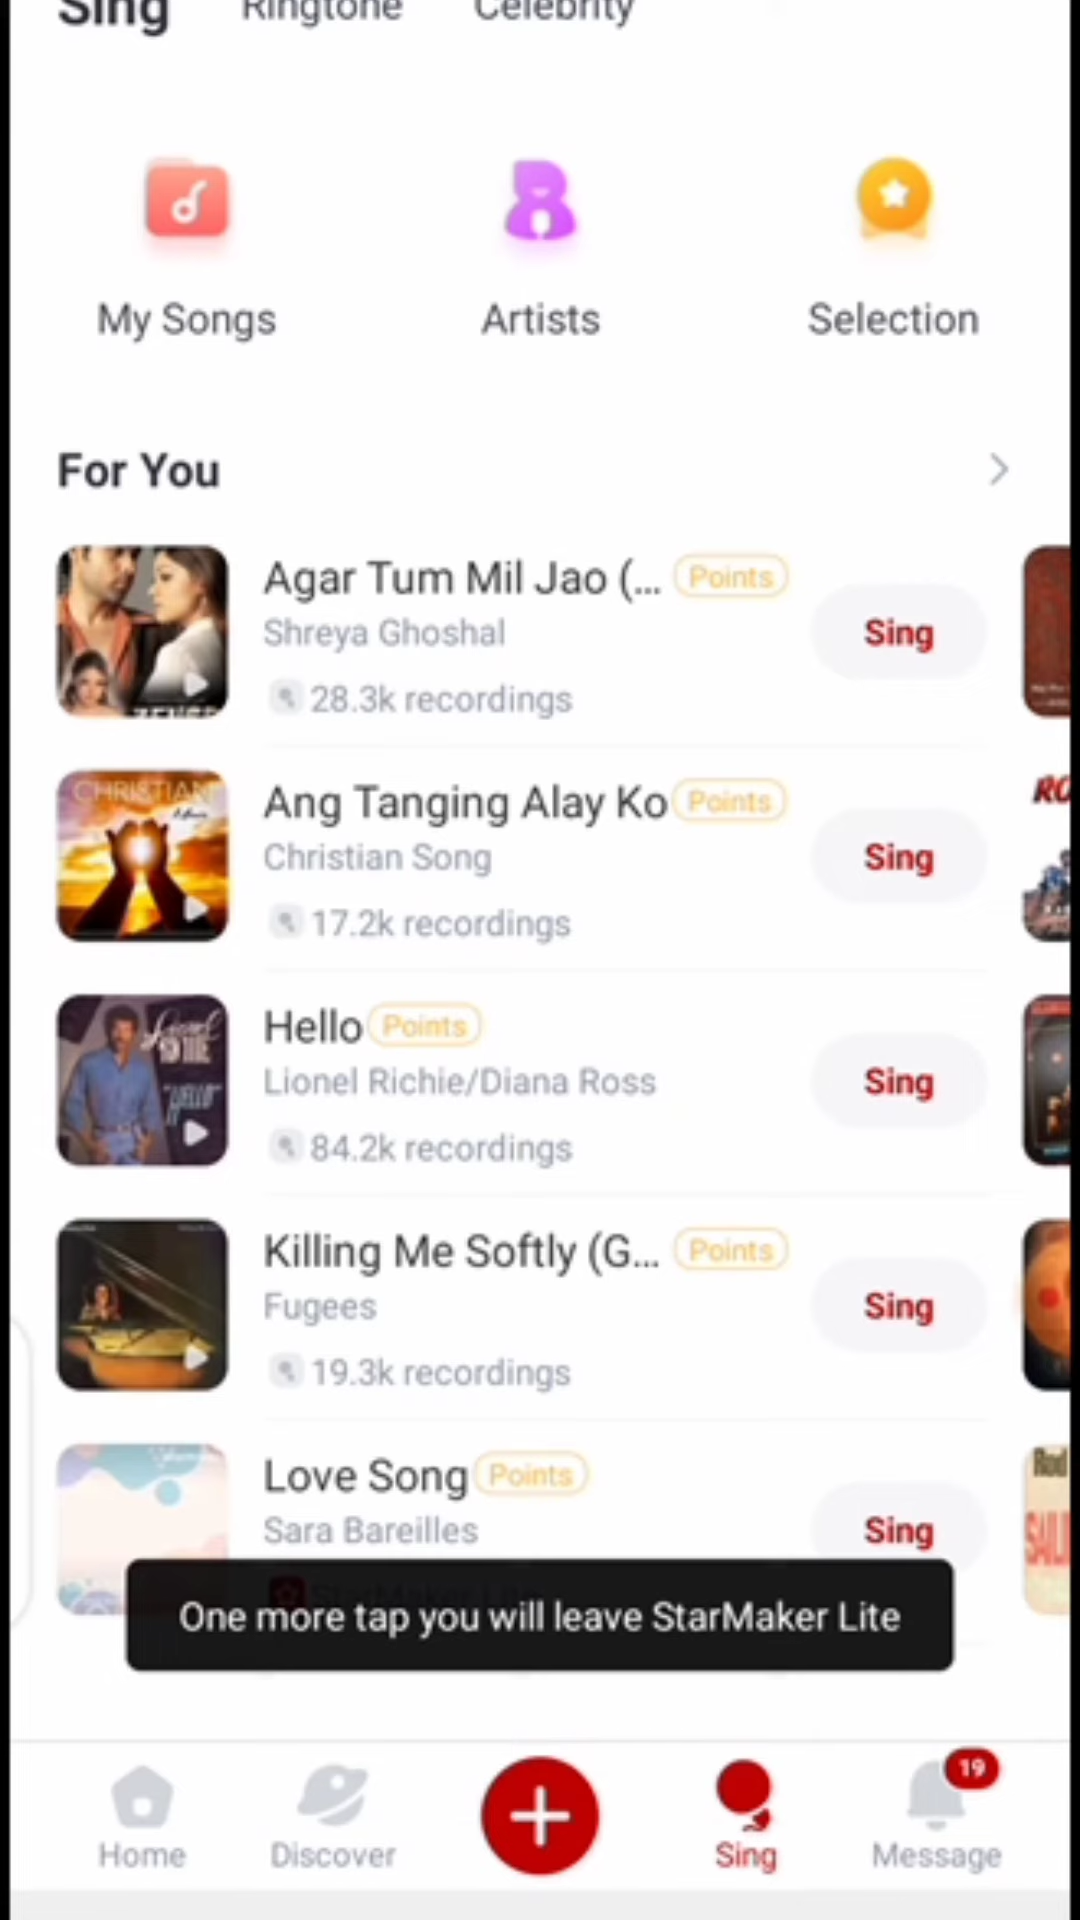 Sing Ringtone Celebrity
My Songs Artists Selection
For You
Agar Tum Mil Jao (... Points
Shreya Ghoshal
Sing
28.3k recordings
CHRISTIAN
Ang Tanging Alay Ko Points
Christian Song
Sing
17.2k recordings
Hello Points
Lionel Richie/Diana Ross
Sing
84.2k recordings
Killing Me Softly (G... Points
Fugees
Sing
19.3k recordings
Love Song Points
Sara Bareilles
Sing
Rod
One more tap you will leave StarMaker Lite
19
Home Discover Sing Message